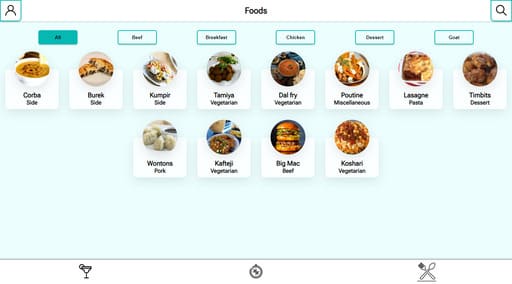 Foods
All
Beef
Breakfast
Chicken
Dessert
Goat
Corba
Side
Burek
Side
Kumpir
Side
Tamiya
Vegetarian
Dal fry
Vegetarian
Poutine
Miscellaneous
Lasagne
Pasta
Timbits
Dessert
Wontons
Pork
Kafteji
Vegetarian
Big Mac
Beef
Koshari
Vegetarian